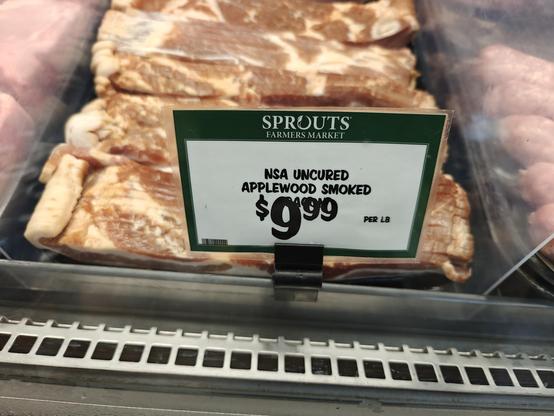 SPROUTS
FARMERS MARKET
NSA UNCURED
APPLEWOOD SMOKED
$9.99
PER LB